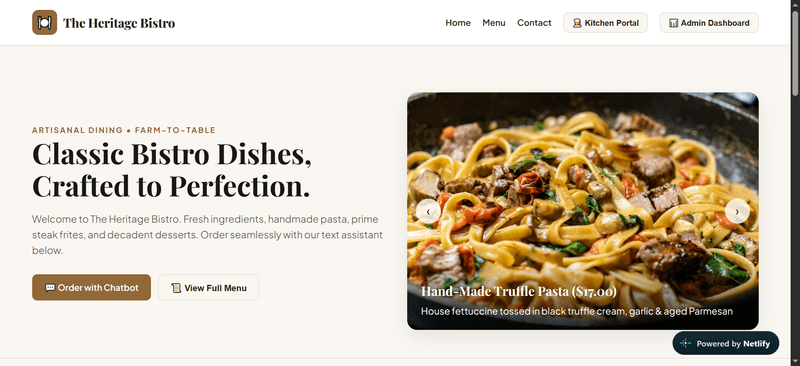 The Heritage Bistro
Home Menu Contact Kitchen Portal Admin Dashboard
ARTISANAL DINING • FARM-TO-TABLE
Classic Bistro Dishes,
Crafted to Perfection.
Welcome to The Heritage Bistro. Fresh ingredients, handmade pasta, prime
steak frites, and decadent desserts. Order seamlessly with our text assistant
below.
Order with Chatbot View Full Menu
Hand-Made Truffle Pasta ($17.00)
House fettuccine tossed in black truffle cream, garlic & aged Parmesan
Powered by Netlify